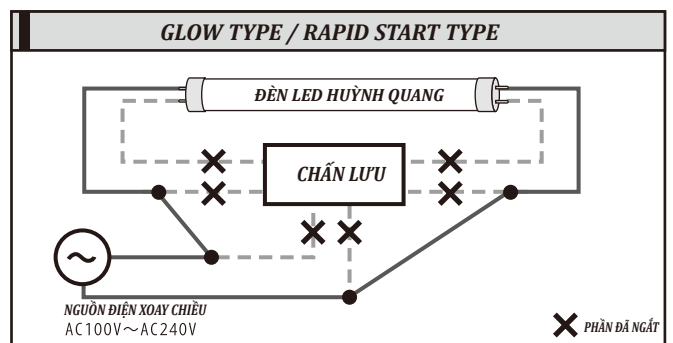 GLOW TYPE / RAPID START TYPE
ĐÈN LED HUỲNH QUANG
CHẤN LƯU
NGUỒN ĐIỆN XOAY CHIỀU
AC100V～AC240V
PHẦN ĐÃ NGẮT